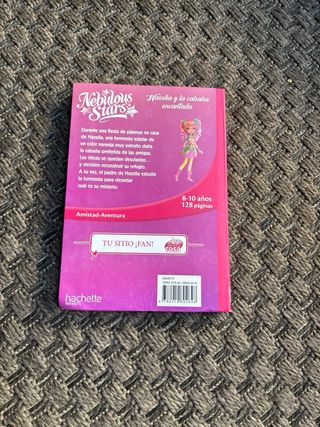 Nebulous
Stars
Hazelia y la cabaña
encantada
Durante una fiesta de pijamas en casa
de Hazelia, una tormenta estelar de
un color naranja muy extraño daña
la cabaña preferida de las amigas.
Las chicas se quedan desoladas...
y deciden reconstruir su refugio.
A su vez, el padre de Hazelia estudia
la tormenta para desvelar
cuál es su misterio.
8-10 años
128 páginas
Amistad-Aventura
TU SITIO ¡FAN!
rosa
hachette